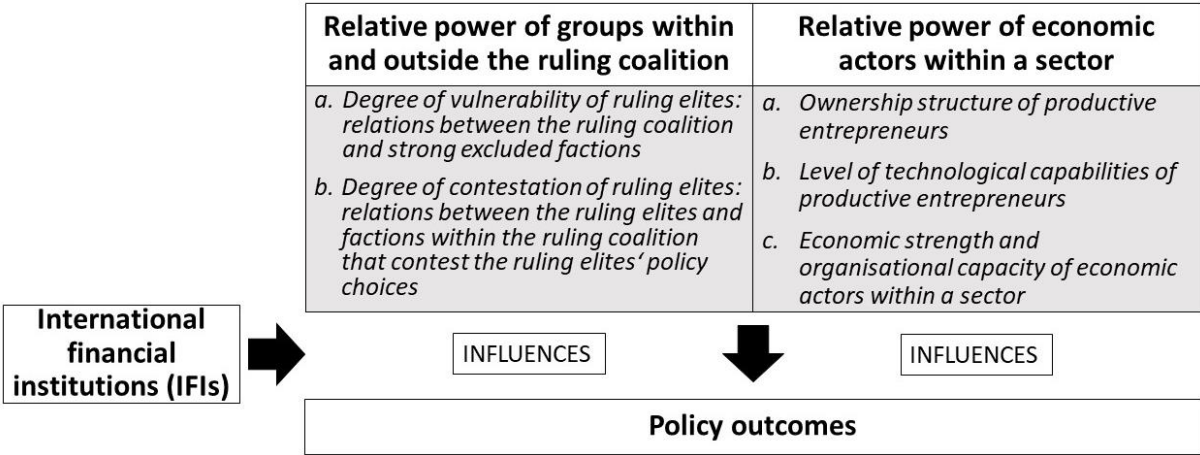 Relative power of groups within
and outside the ruling coalition
Relative power of economic
actors within a sector
a. Degree of vulnerability of ruling elites:
relations between the ruling coalition
and strong excluded factions
b. Degree of contestation of ruling elites:
relations between the ruling elites and
factions within the ruling coalition
that contest the ruling elites‘ policy
choices
a. Ownership structure of productive
entrepreneurs
b. Level of technological capabilities of
productive entrepreneurs
c. Economic strength and
organisational capacity of economic
actors within a sector
International
financial
institutions (IFIs)
INFLUENCES
INFLUENCES
Policy outcomes